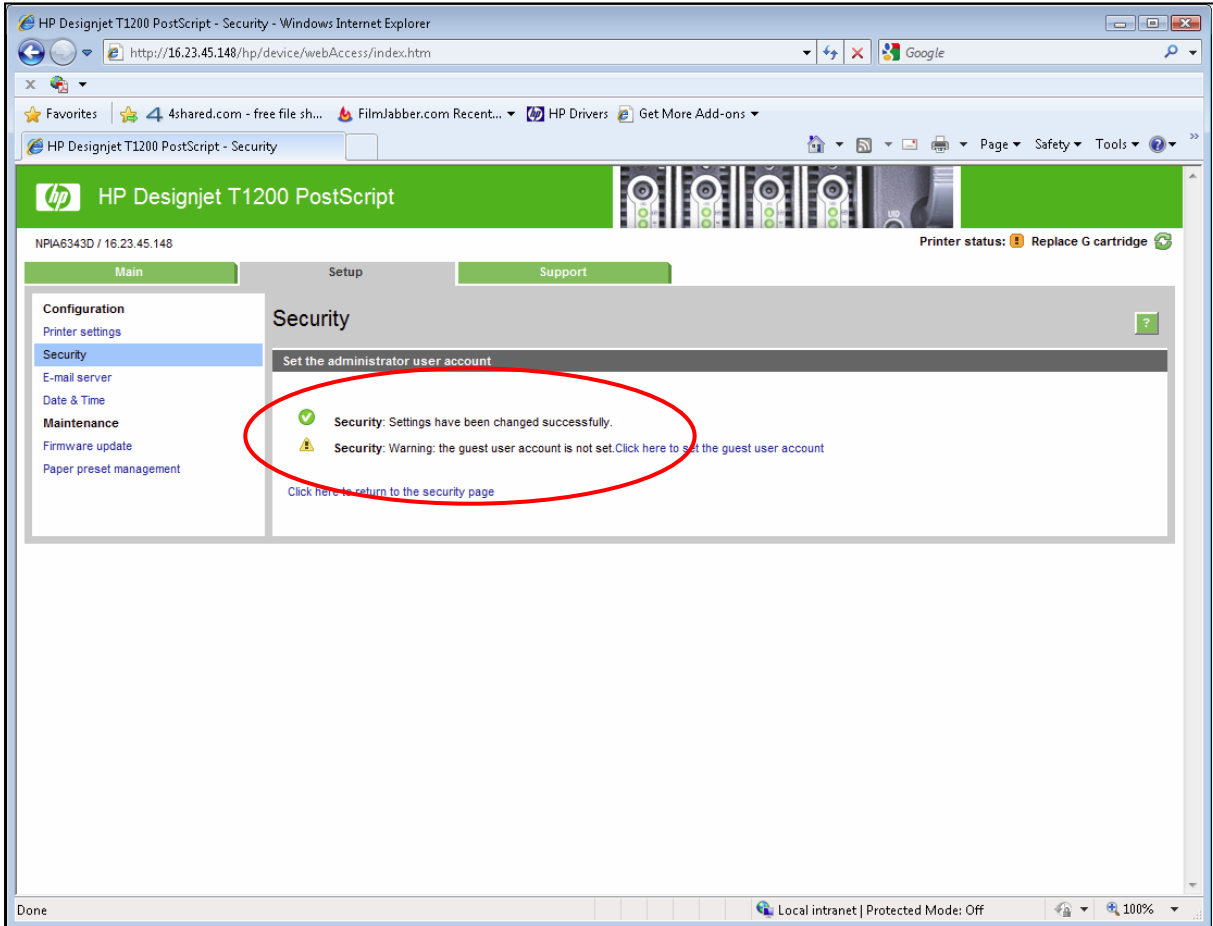 HP Designjet T1200 PostScript - Security - Windows Internet Explorer
http://16.23.45.148/hp/device/webAccess/index.htm
Google
x
Favorites
4shared.com - free file sh...
FilmJabber.com Recent...
HP Drivers
Get More Add-ons
HP Designjet T1200 PostScript - Security
Page
Safety
Tools
»
hp
HP Designjet T1200 PostScript
UID
NPIA6343D / 16.23.45.148
Printer status: Replace G cartridge
Main
Setup
Support
Configuration
Printer settings
Security
E-mail server
Date & Time
Maintenance
Firmware update
Paper preset management
Security
?
Set the administrator user account
Security: Settings have been changed successfully.
Security: Warning: the guest user account is not set.Click here to set the guest user account
Click here to return to the security page
Done
Local intranet | Protected Mode: Off
100%